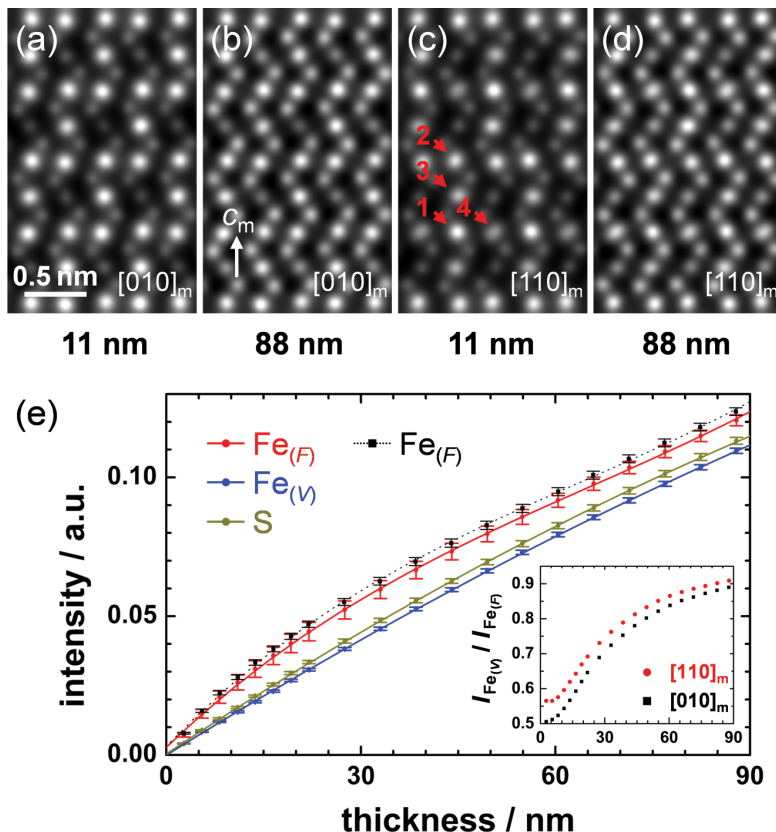 (a) (b) (c) (d)
2
3
1 4
cm
0.5 nm [010]m [010]m [110]m [110]m
11 nm 88 nm 11 nm 88 nm
(e)
Fe(F) Fe(F)
Fe(V)
S
intensity / a.u.
0.10
0.05
0.00
0 30 60 90
thickness / nm
IFe(V) / IFe(F)
0.9
0.8
0.7
0.6
0.5
0 30 60 90
[110]m
[010]m